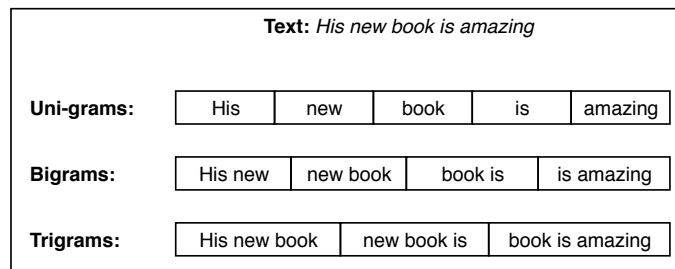 Text: His new book is amazing
Uni-grams: His new book is amazing
Bigrams: His new new book book is is amazing
Trigrams: His new book new book is book is amazing